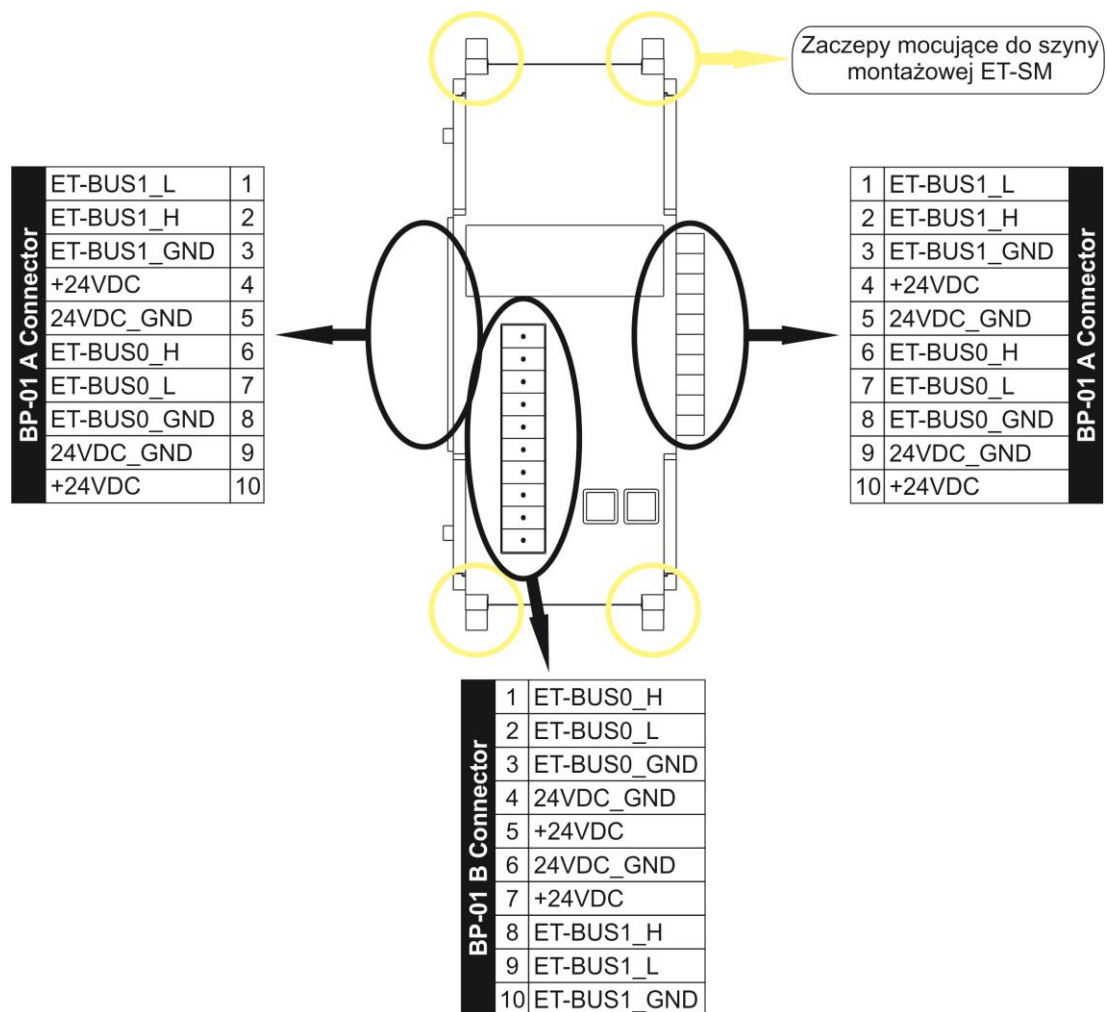 Zaczepy mocujące do szyny
montażowej ET-SM
BP-01 A Connector
ET-BUS1_L 1
ET-BUS1_H 2
ET-BUS1_GND 3
+24VDC 4
24VDC_GND 5
ET-BUS0_H 6
ET-BUS0_L 7
ET-BUS0_GND 8
24VDC_GND 9
+24VDC 10
1 ET-BUS1_L
2 ET-BUS1_H
3 ET-BUS1_GND
4 +24VDC
5 24VDC_GND
6 ET-BUS0_H
7 ET-BUS0_L
8 ET-BUS0_GND
9 24VDC_GND
10 +24VDC
BP-01 A Connector
BP-01 B Connector
1 ET-BUS0_H
2 ET-BUS0_L
3 ET-BUS0_GND
4 24VDC_GND
5 +24VDC
6 24VDC_GND
7 +24VDC
8 ET-BUS1_H
9 ET-BUS1_L
10 ET-BUS1_GND